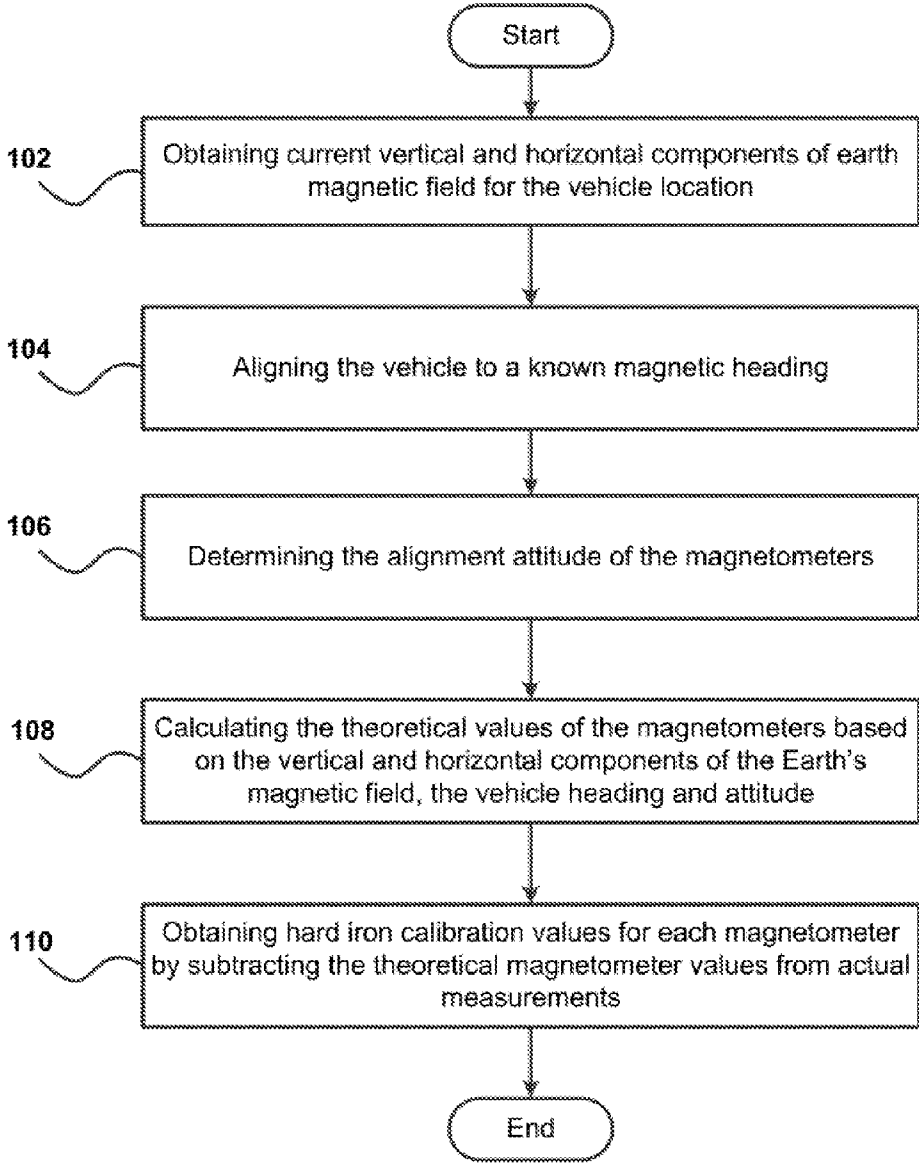 Start
102
Obtaining current vertical and horizontal components of earth
magnetic field for the vehicle location
104
Aligning the vehicle to a known magnetic heading
106
Determining the alignment attitude of the magnetometers
108
Calculating the theoretical values of the magnetometers based
on the vertical and horizontal components of the Earth's
magnetic field, the vehicle heading and attitude
110
Obtaining hard iron calibration values for each magnetometer
by subtracting the theoretical magnetometer values from actual
measurements
End